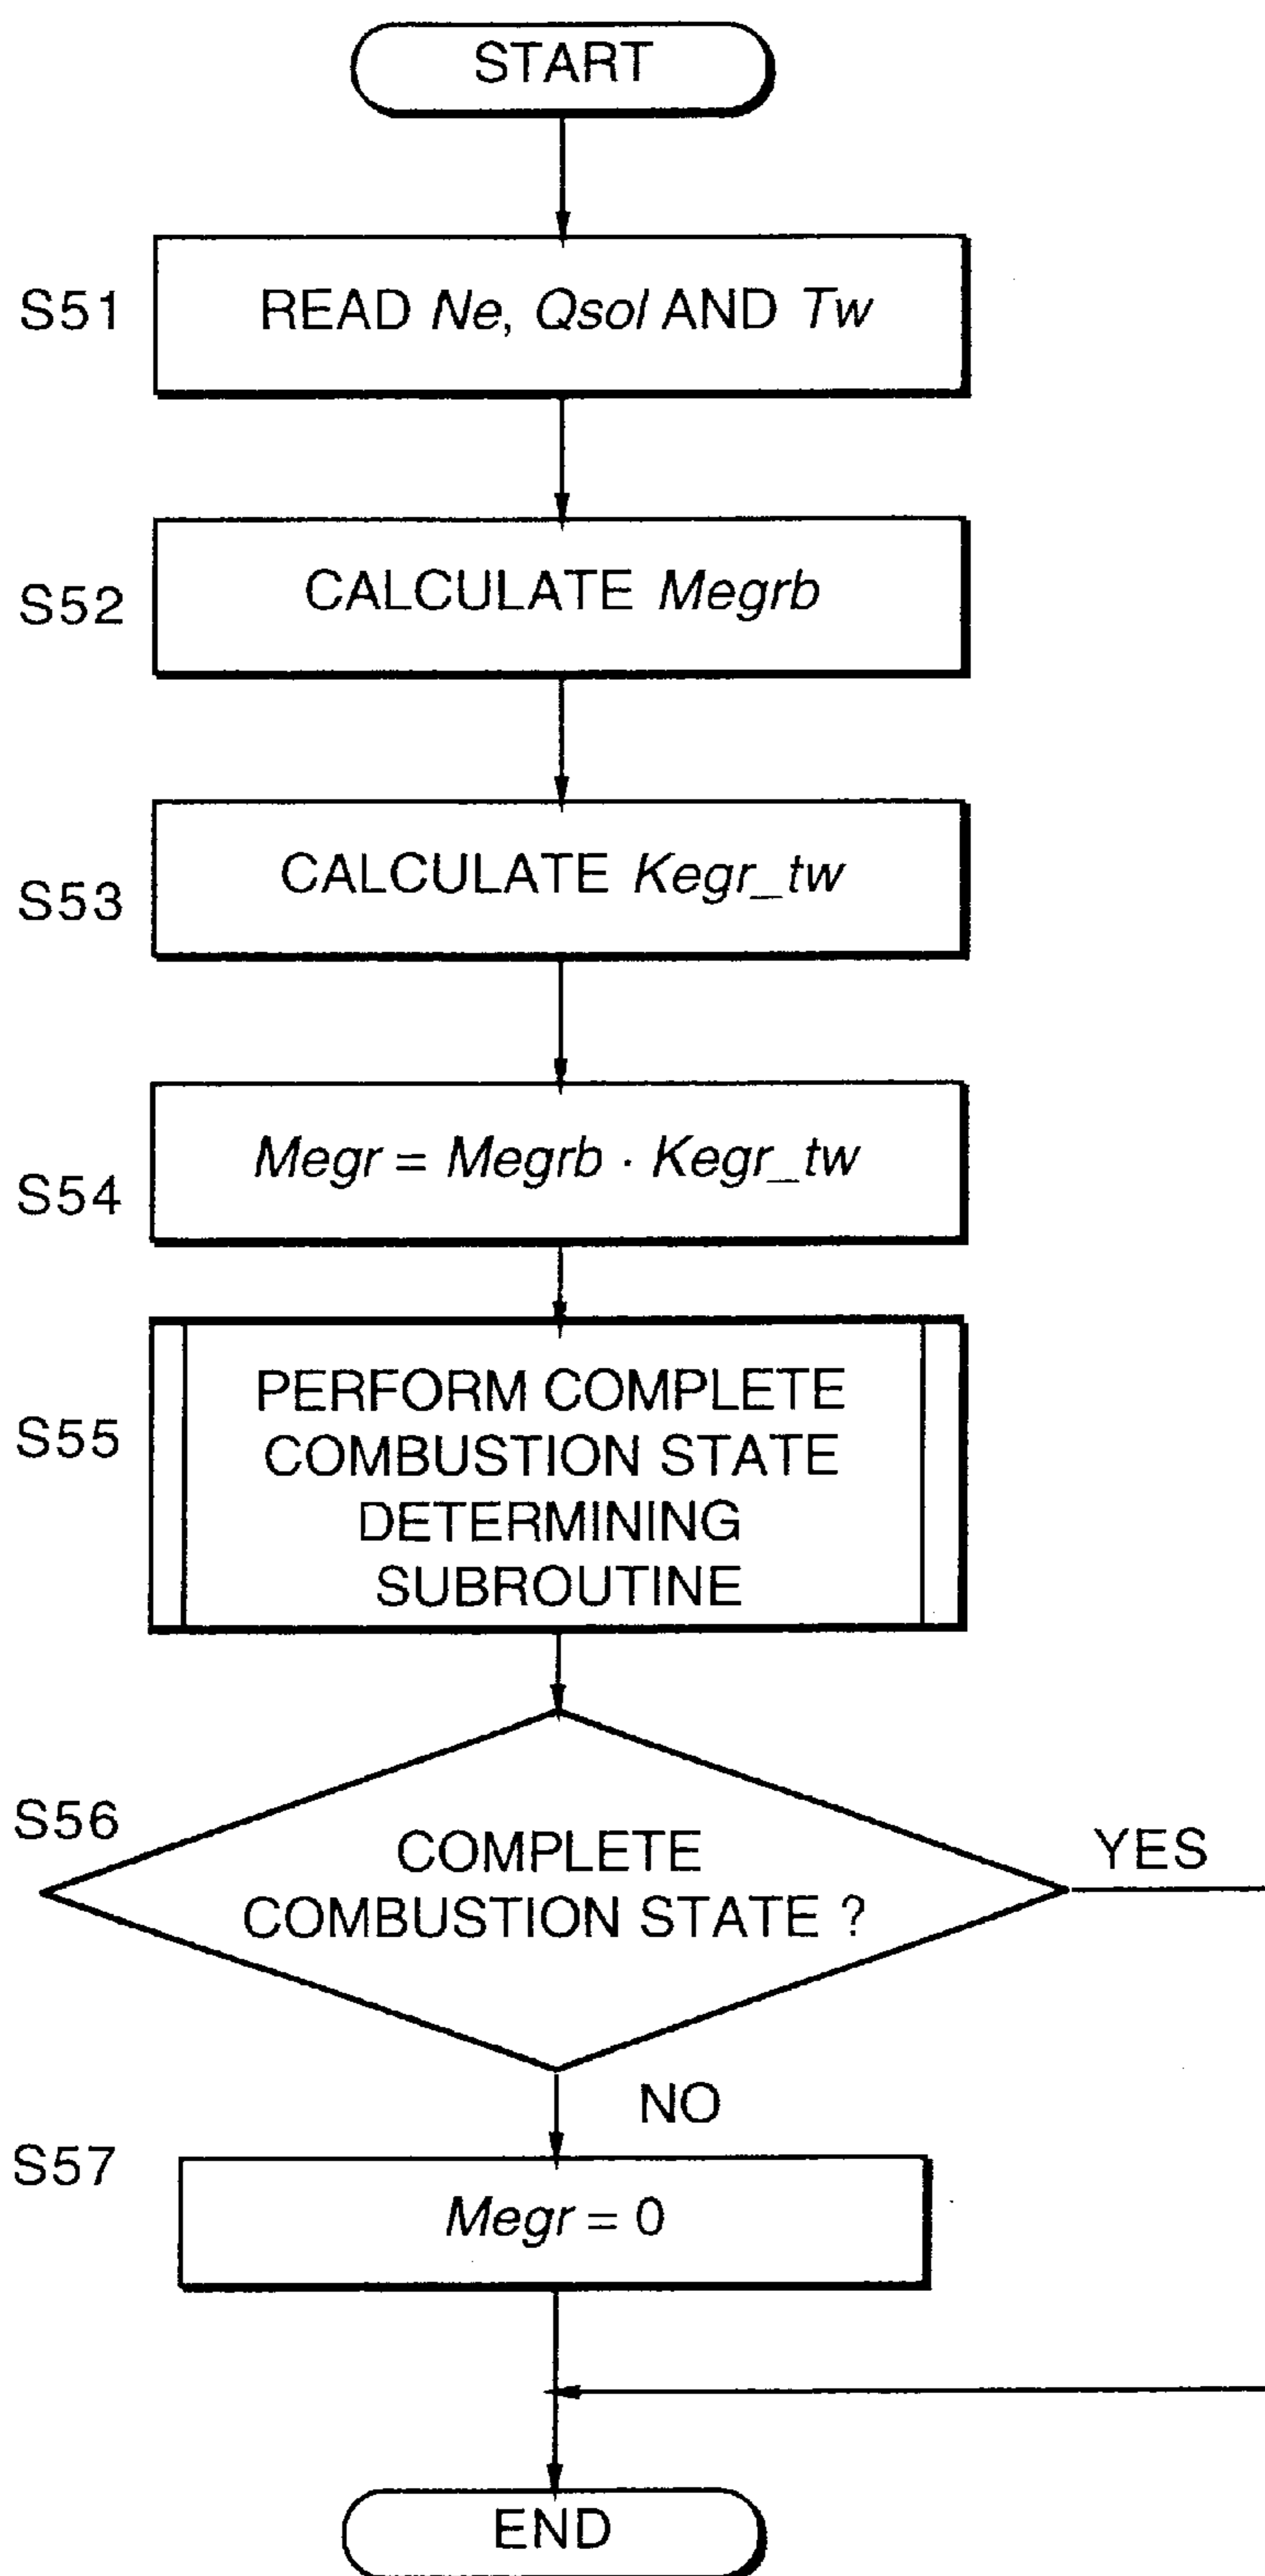 START
S51
READ Ne, Qsol AND Tw
S52
CALCULATE Megrb
S53
CALCULATE Kegr_tw
S54
Megr = Megrb · Kegr_tw
S55
PERFORM COMPLETE
COMBUSTION STATE
DETERMINING
SUBROUTINE
S56
COMPLETE
COMBUSTION STATE ?
YES
NO
S57
Megr = 0
END